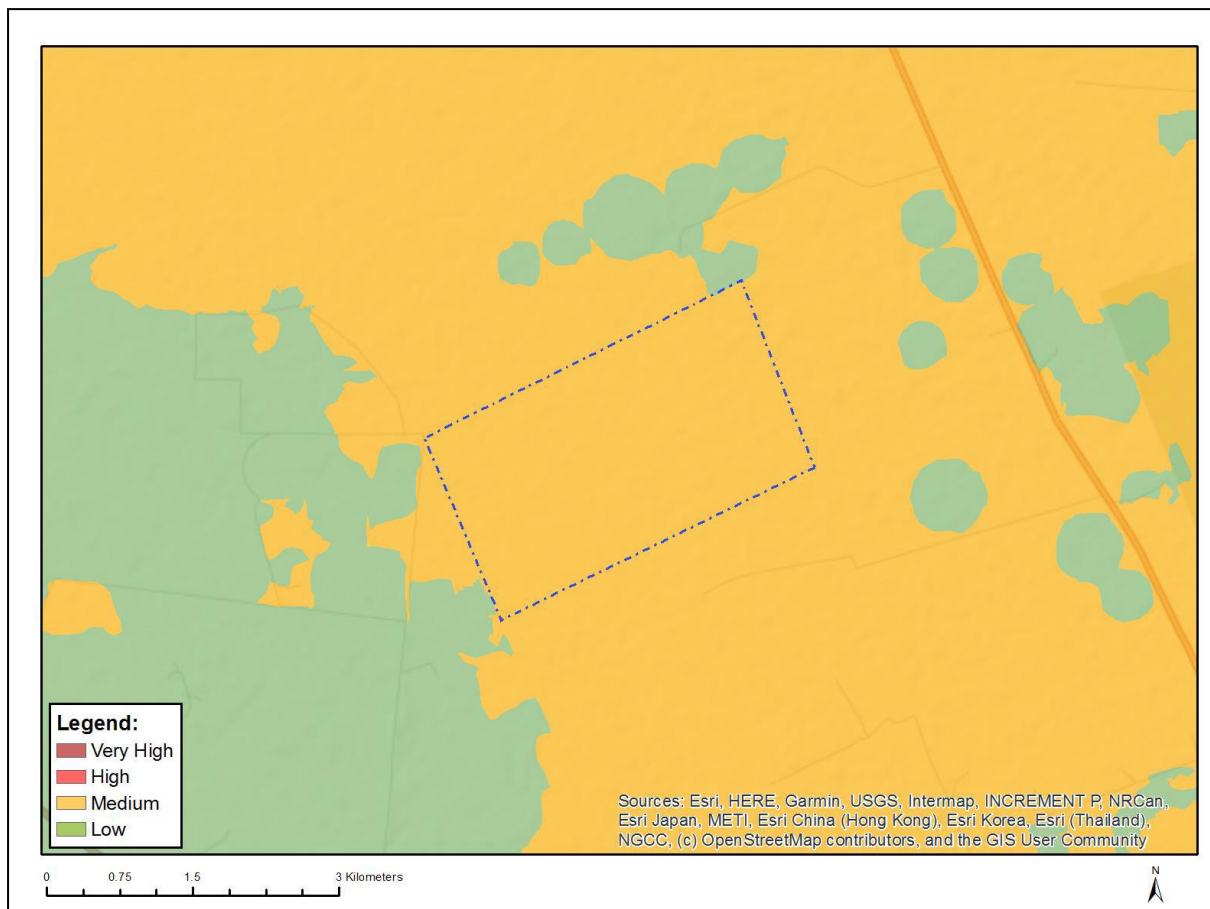 Legend:
Very High
High
Medium
Low
Sources: Esri, HERE, Garmin, USGS, Intermap, INCREMENT P, NRCan,
Esri Japan, METI, Esri China (Hong Kong), Esri Korea, Esri (Thailand),
NGCC, (c) OpenStreetMap contributors, and the GIS User Community
0 0.75 1.5 3 Kilometers
N